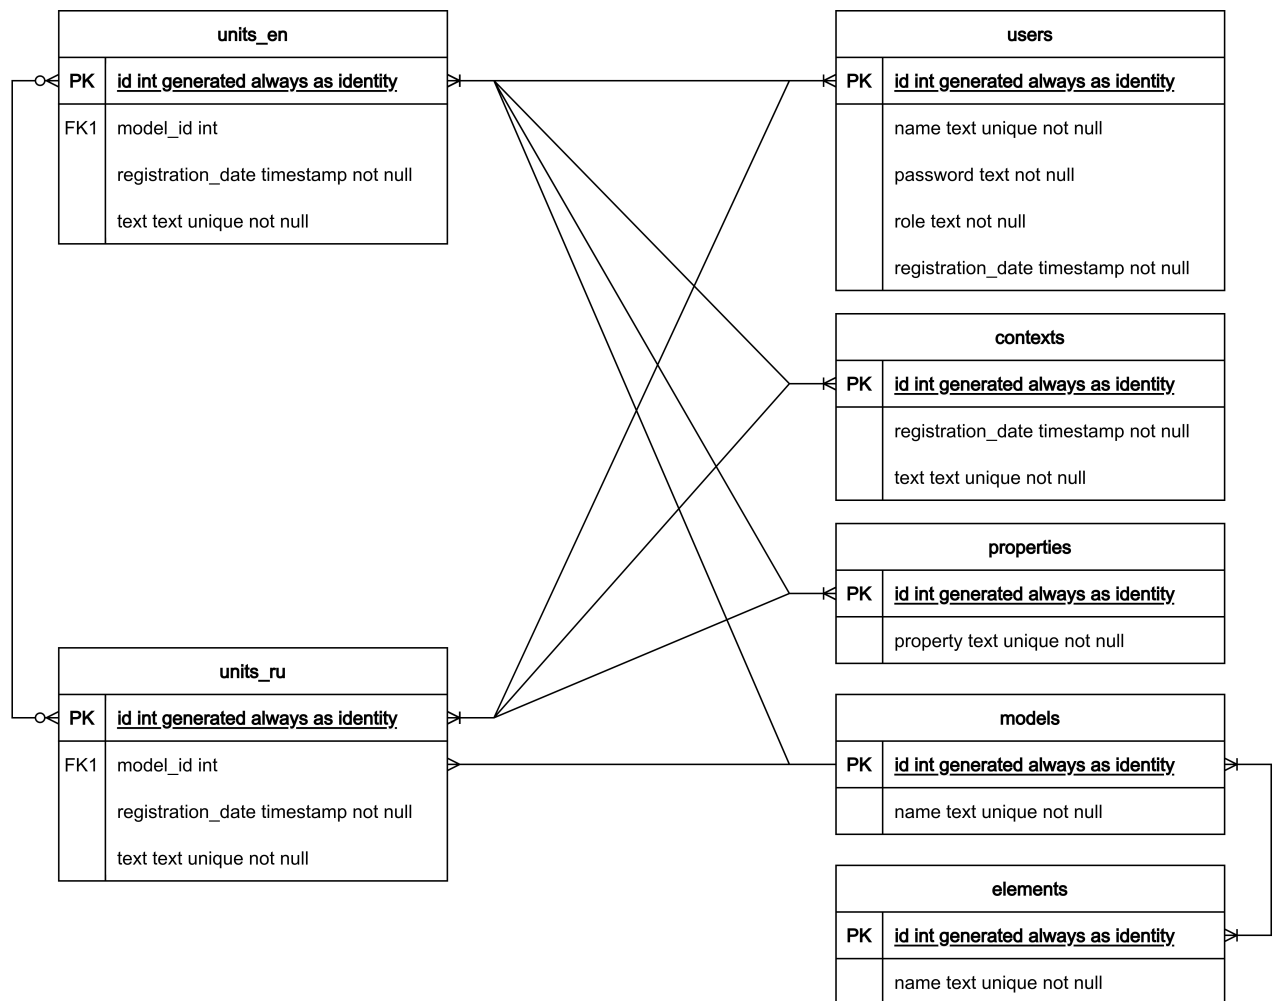 units_en
PK id int generated always as identity
FK1 model_id int
registration_date timestamp not null
text text unique not null
users
PK id int generated always as identity
name text unique not null
password text not null
role text not null
registration_date timestamp not null
contexts
PK id int generated always as identity
registration_date timestamp not null
text text unique not null
properties
PK id int generated always as identity
property text unique not null
units_ru
PK id int generated always as identity
FK1 model_id int
registration_date timestamp not null
text text unique not null
models
PK id int generated always as identity
name text unique not null
elements
PK id int generated always as identity
name text unique not null